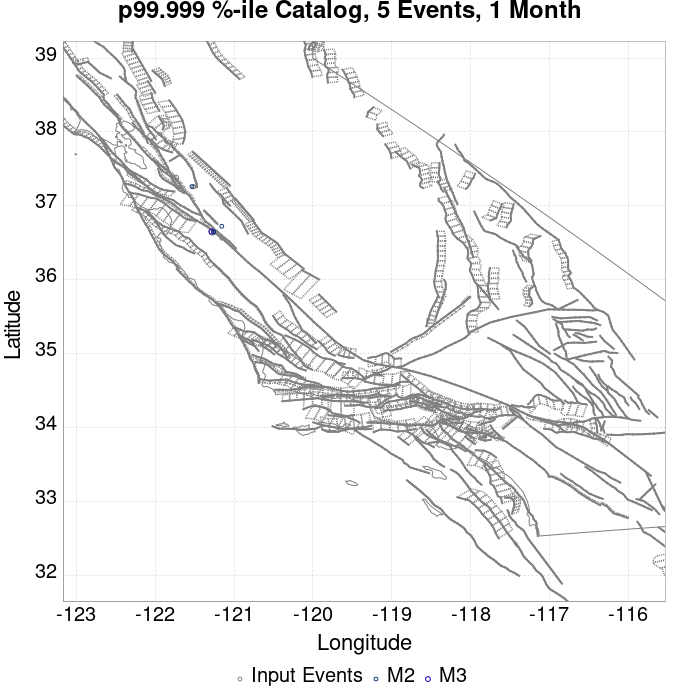 p99.999 %-ile Catalog, 5 Events, 1 Month
39
38
37
36
35
34
33
32
Latitude
-123 -122 -121 -120 -119 -118 -117 -116
Longitude
Input Events M2 M3